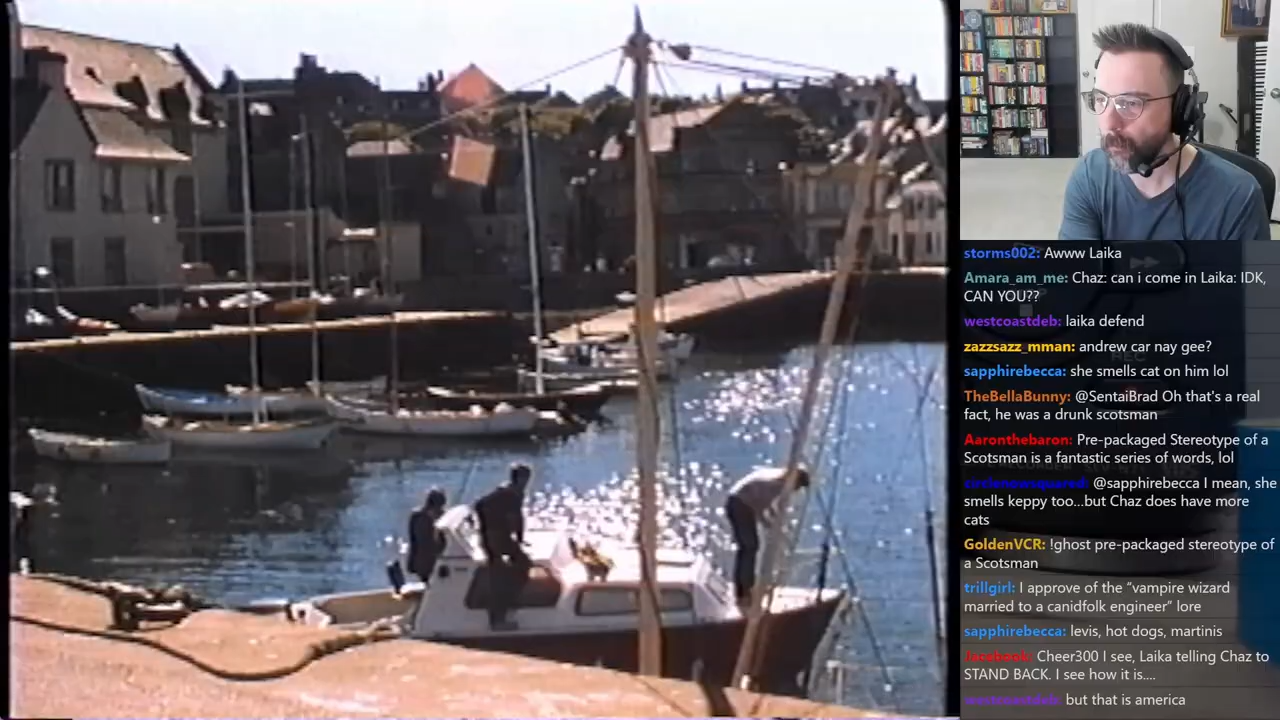 storms002: Awww Laika
Amara_am_me: Chaz: can i come in Laika: IDK,
CAN YOU??
westcoastdeb: laika defend
zazzsazz_mman: andrew car nay gee?
sapphirebecca: she smells cat on him lol
TheBellaBunny: @SentaiBrad Oh that's a real
fact, he was a drunk scotsman
Aaronthebaron: Pre-packaged Stereotype of a
Scotsman is a fantastic series of words, lol
@sapphirebecca I mean, she
smells keppy too...but Chaz does have more
cats
GoldenVCR: !ghost pre-packaged stereotype of
a Scotsman
trillgirl: I approve of the “vampire wizard
married to a canidfolk engineer” lore
sapphirebecca: levis, hot dogs, martinis
Cheer300 I see, Laika telling Chaz to
STAND BACK. I see how it is....
westcoastdeb: but that is america
REC